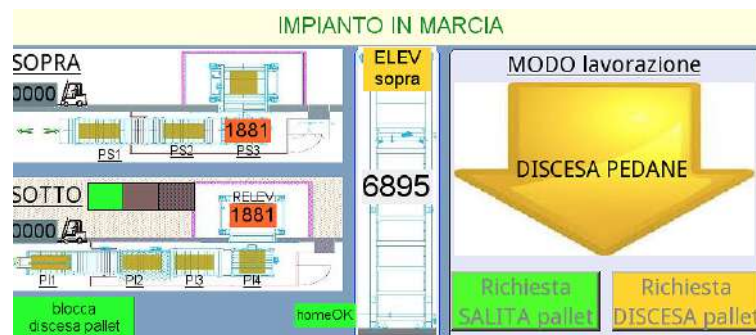 IMPIANTO IN MARCIA
SOPRA
0000
1881
PS1 PS2 PS3
SOTTO
0000
RELEV
1881
PI1 PI2 PI3 PI4
blocca
discesa pallet
homeOK
ELEV
sopra
6895
MODO lavorazione
DISCESA PEDANE
Richiesta
SALITA pallet
Richiesta
DISCESA pallet